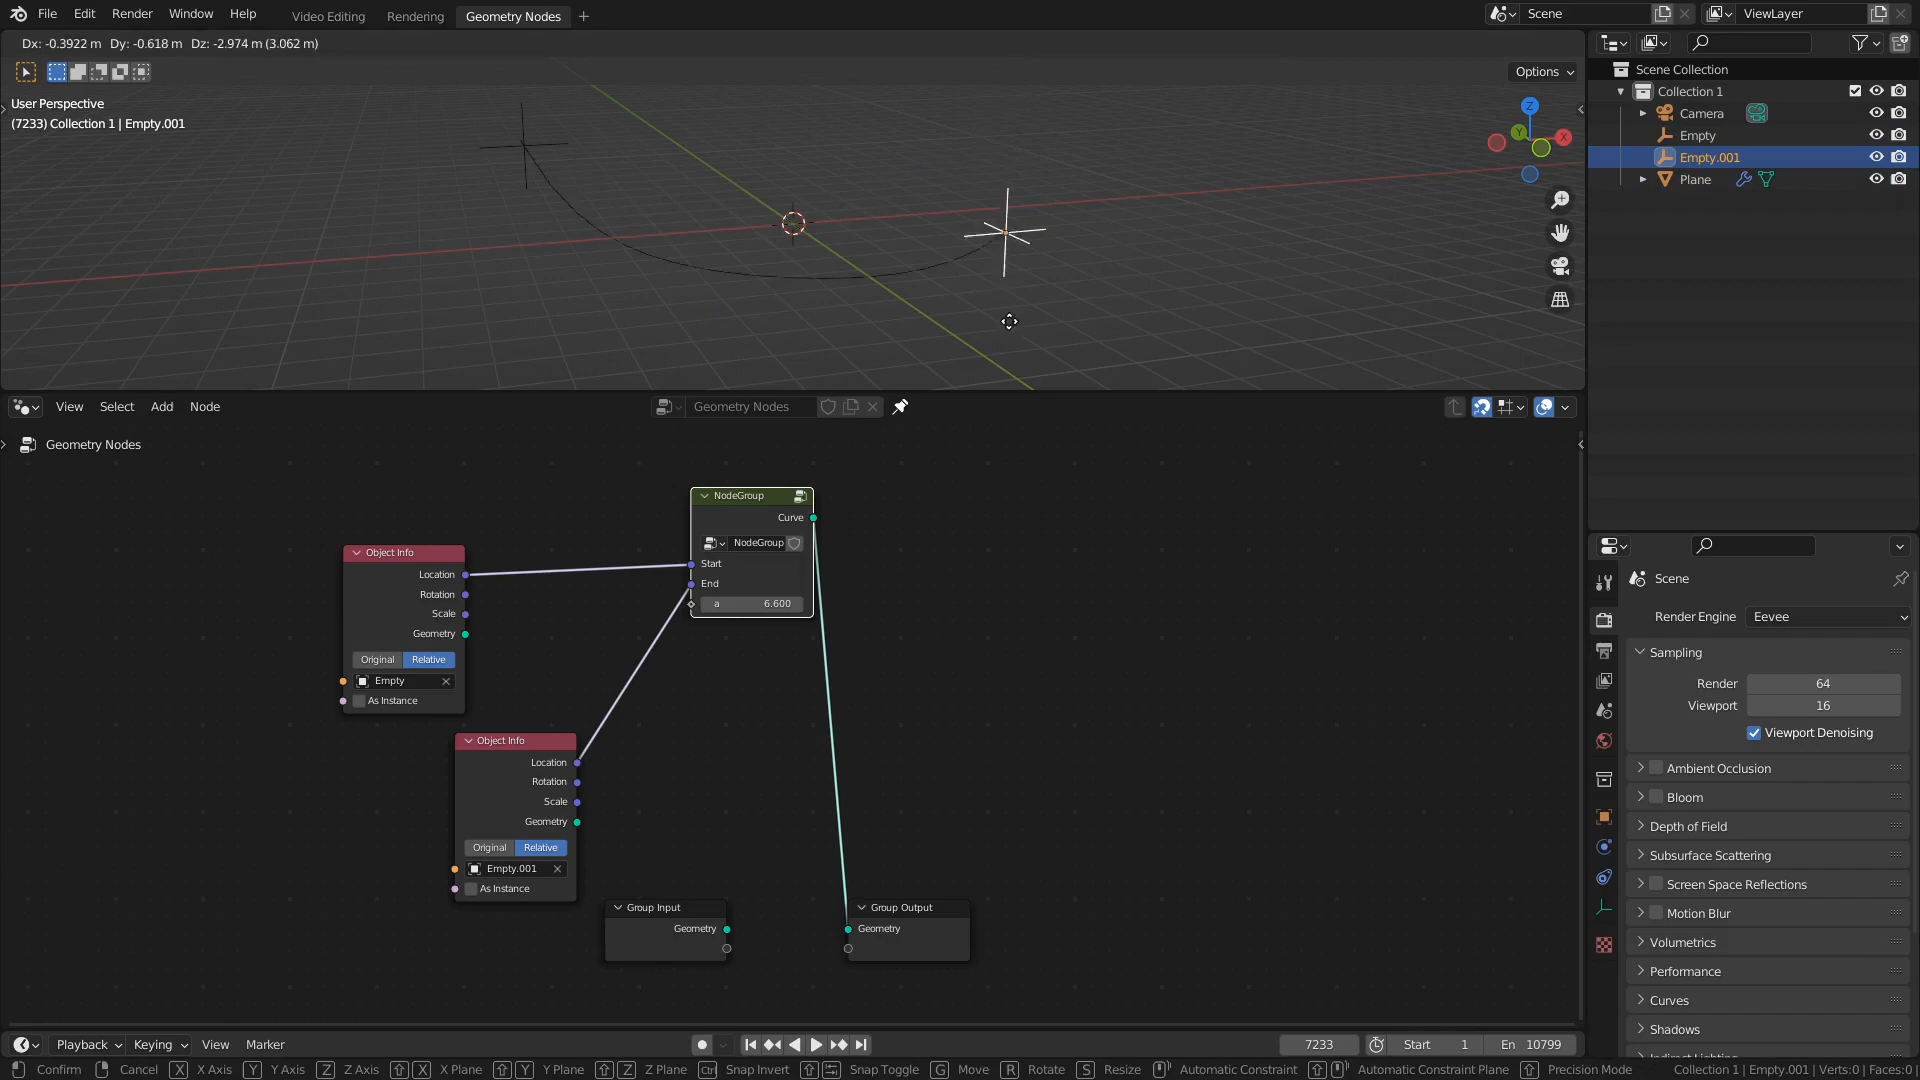 File Edit Render Window Help Video Editing Rendering Geometry Nodes + Scene ViewLayer
Dx: -0.3922 m Dy: -0.618 m Dz: -2.974 m (3.062 m)
Options
User Perspective
(7233) Collection 1 | Empty.001
Z
Y
X
Scene Collection
Collection 1
Camera
Empty
Empty.001
Plane
View Select Add Node Geometry Nodes
Geometry Nodes
NodeGroup
Curve
NodeGroup
Start
End
a 6.600
Object Info
Location
Rotation
Scale
Geometry
Original Relative
Empty
As Instance
Object Info
Location
Rotation
Scale
Geometry
Original Relative
Empty.001
As Instance
Group Input
Geometry
Group Output
Geometry
Scene
Render Engine Eevee
Sampling
Render 64
Viewport 16
Viewport Denoising
Ambient Occlusion
Bloom
Depth of Field
Subsurface Scattering
Screen Space Reflections
Motion Blur
Volumetrics
Performance
Curves
Shadows
Playback Keying View Marker 7233 Start 1 En 10799
Confirm Cancel X X Axis Y Y Axis Z Z Axis X X Plane Y Y Plane Z Z Plane Ctrl Snap Invert Snap Toggle G Move R Rotate S Resize Automatic Constraint Automatic Constraint Plane Precision Mode Collection 1 | Empty.001 | Verts:0 | Faces:0 |